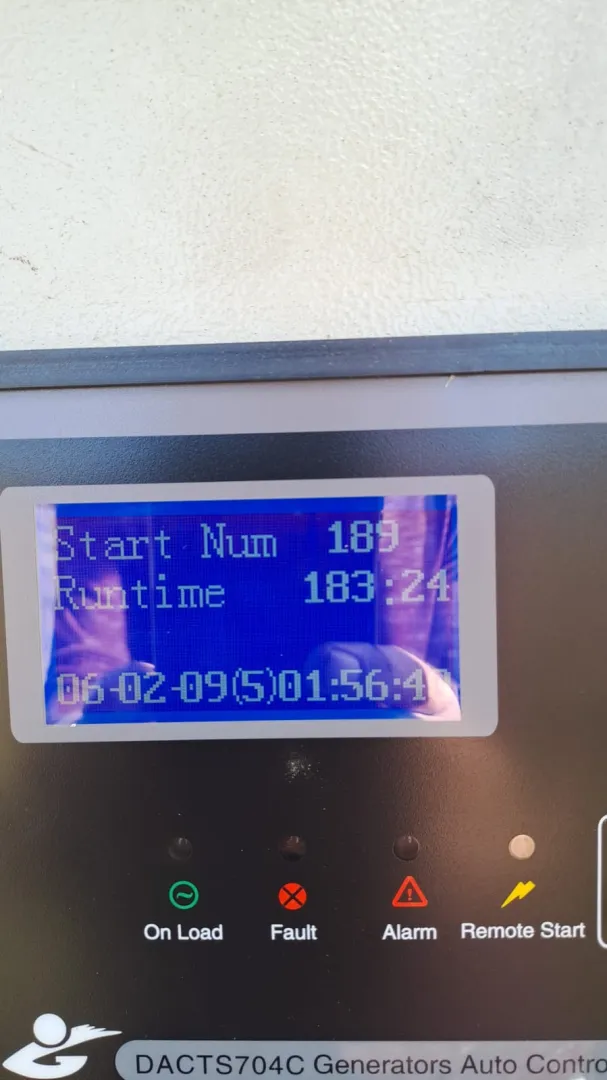 Start Num 189
Runtime 183:24
06-02-09(5)01:56:4
On Load
Fault
Alarm
Remote Start
DACTS704C Generators Auto Contro